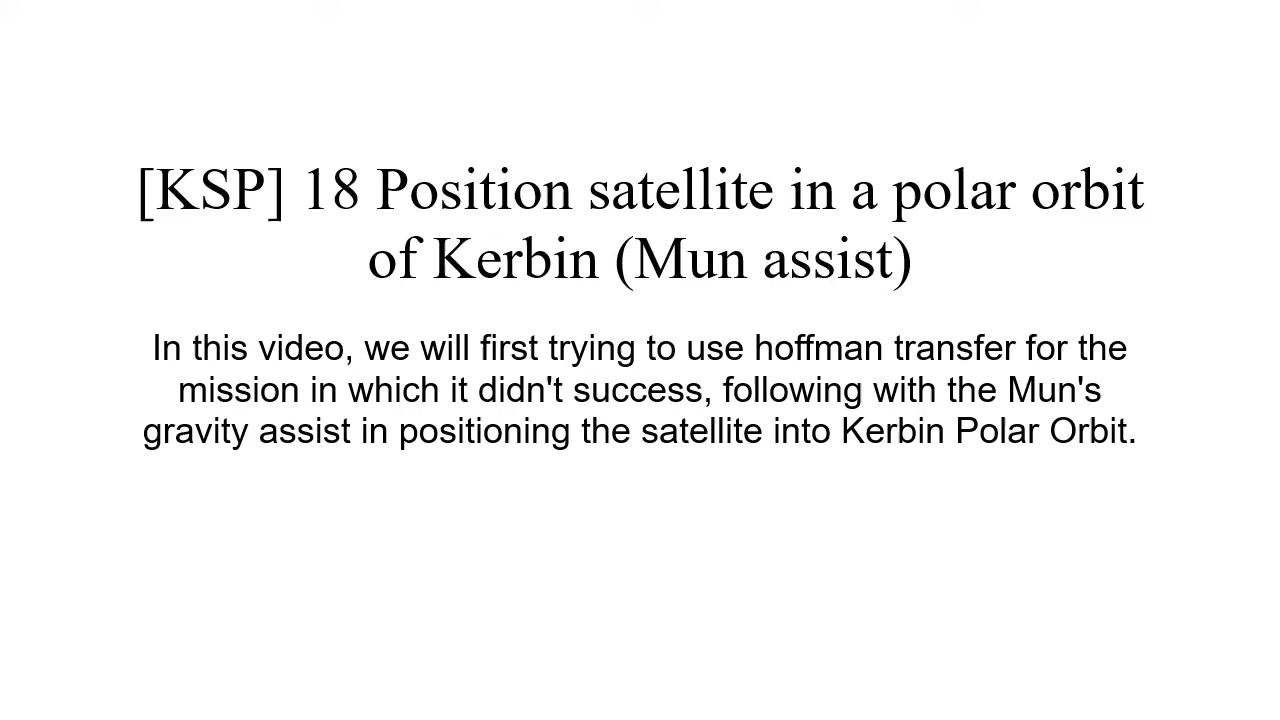 [KSP] 18 Position satellite in a polar orbit
of Kerbin (Mun assist)
In this video, we will first trying to use hoffman transfer for the
mission in which it didn't success, following with the Mun's
gravity assist in positioning the satellite into Kerbin Polar Orbit.